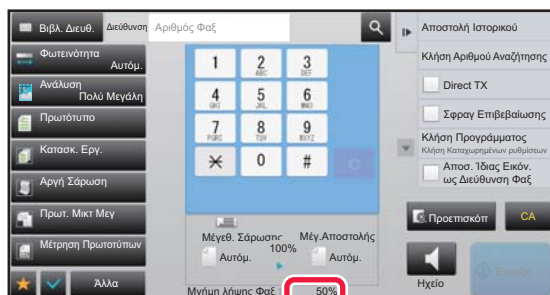 Βιβλ. Διευθ.
Διεύθυνση
Αριθμός Φαξ
Φωτεινότητα
Αυτόμ.
Ανάλυση
Πολύ Μεγάλη
Πρωτότυπο
Κατασκ. Εργ.
Αργή Σάρωση
Πρωτ. Μικτ Μεγ
Μέτρηση Πρωτοτύπων
Άλλα
1
2
ABC
3
DEF
4
GHI
5
JKL
6
MNO
7
PQRS
8
TUV
9
WXYZ
0
#
Μέγεθ. Σάρωσης
100%
Μέγ.Αποστολής
Αυτόμ.
Αυτόμ.
Μνήμη λήψης Φαξ :
50%
Αποστολή Ιστορικού
Κλήση Αριθμού Αναζήτησης
Direct TX
Σφραγ Επιβεβαίωσης
Κλήση Προγράμματος
Κλήση Καταχωρημένων ρυθμίσεων
Αποσ. Ίδιας Εικόν.
ως Διεύθυνση Φαξ
Προεπισκόπ
CA
Ηχείο
Έναρξη